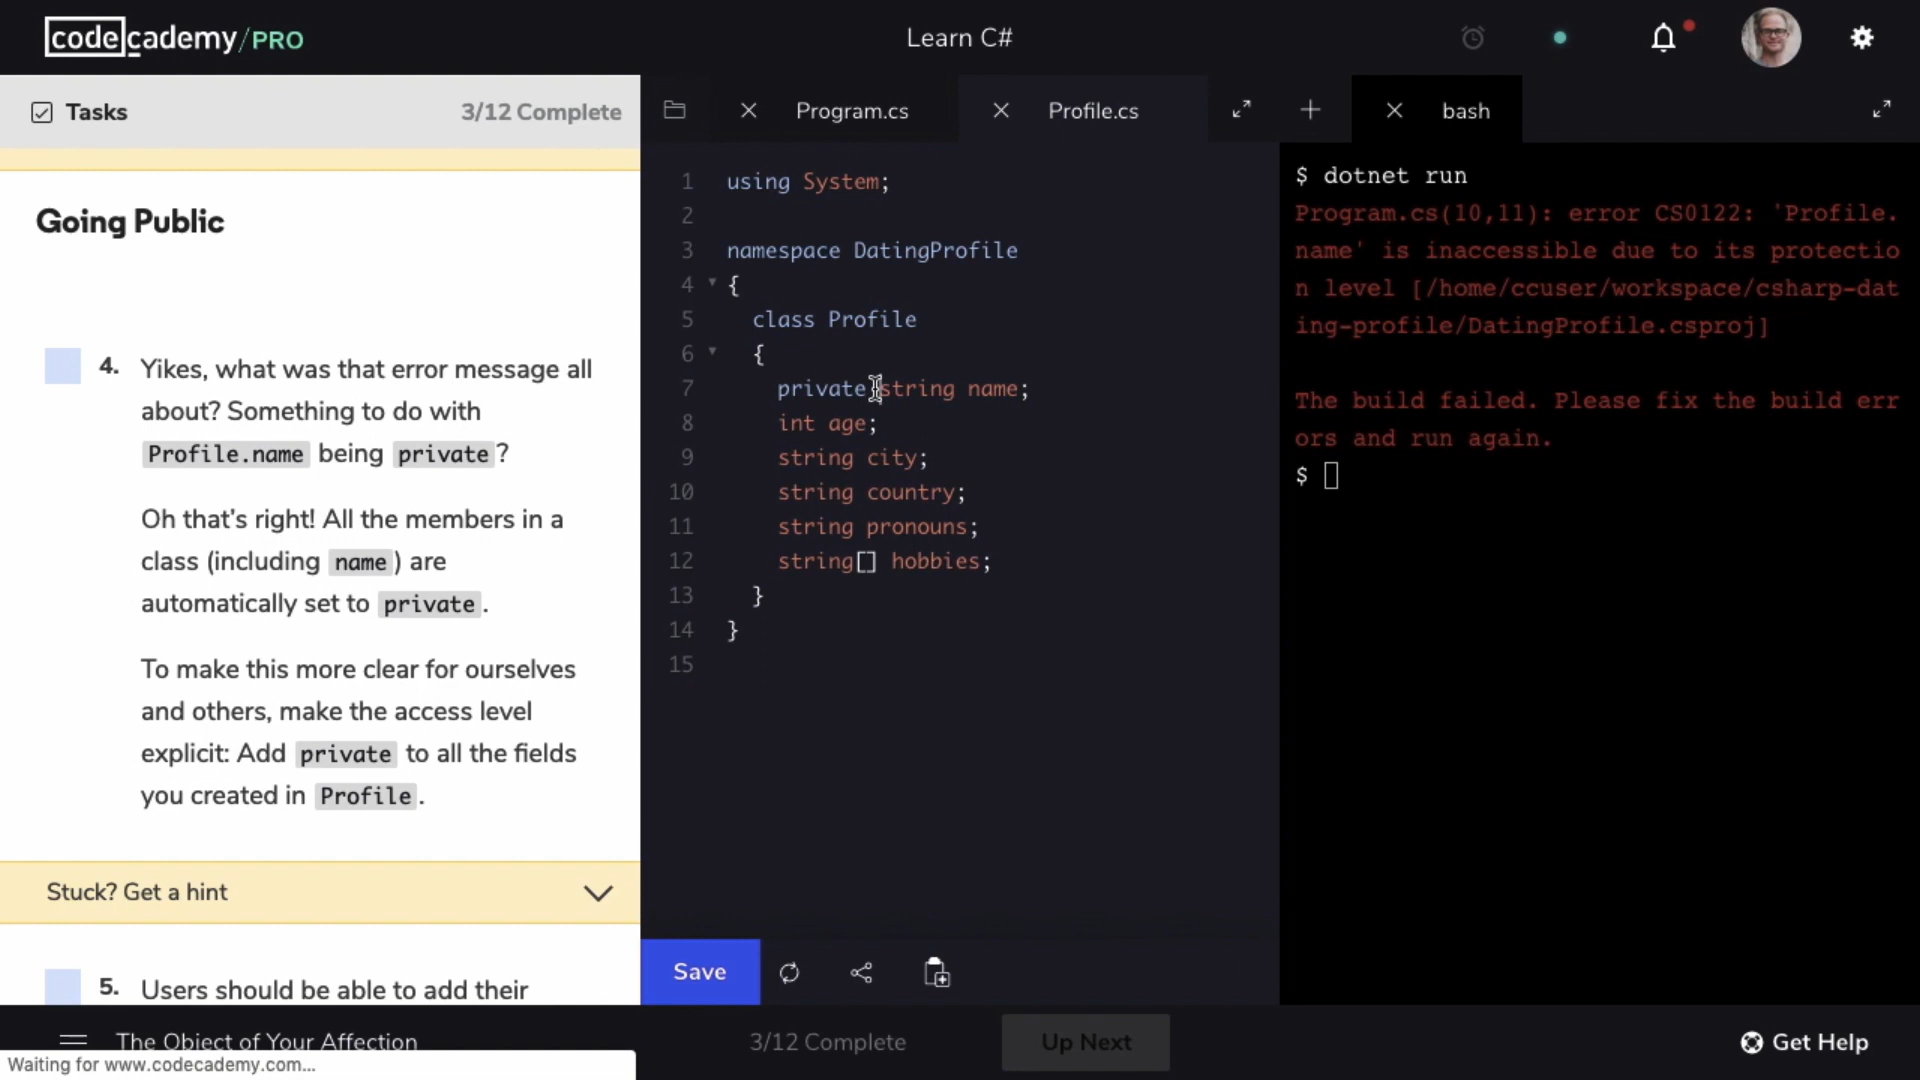 codecademy/PRO
Learn C#
Tasks
3/12 Complete
Going Public
4. Yikes, what was that error message all
about? Something to do with
Profile.name being private?
Oh that's right! All the members in a
class (including name) are
automatically set to private.
To make this more clear for ourselves
and others, make the access level
explicit: Add private to all the fields
you created in Profile.
Stuck? Get a hint
5. Users should be able to add their
Program.cs
Profile.cs
1 using System;
2
3 namespace DatingProfile
4 {
5 class Profile
6 {
7 private string name;
8 int age;
9 string city;
10 string country;
11 string pronouns;
12 string[] hobbies;
13 }
14 }
15
Save
bash
$ dotnet run
Program.cs(10,11): error CS0122: 'Profile.
name' is inaccessible due to its protectio
n level [/home/ccuser/workspace/csharp-dat
ing-profile/DatingProfile.csproj]
The build failed. Please fix the build err
ors and run again.
$
The Object of Your Affection
3/12 Complete
Up Next
Get Help
Waiting for www.codecademy.com...